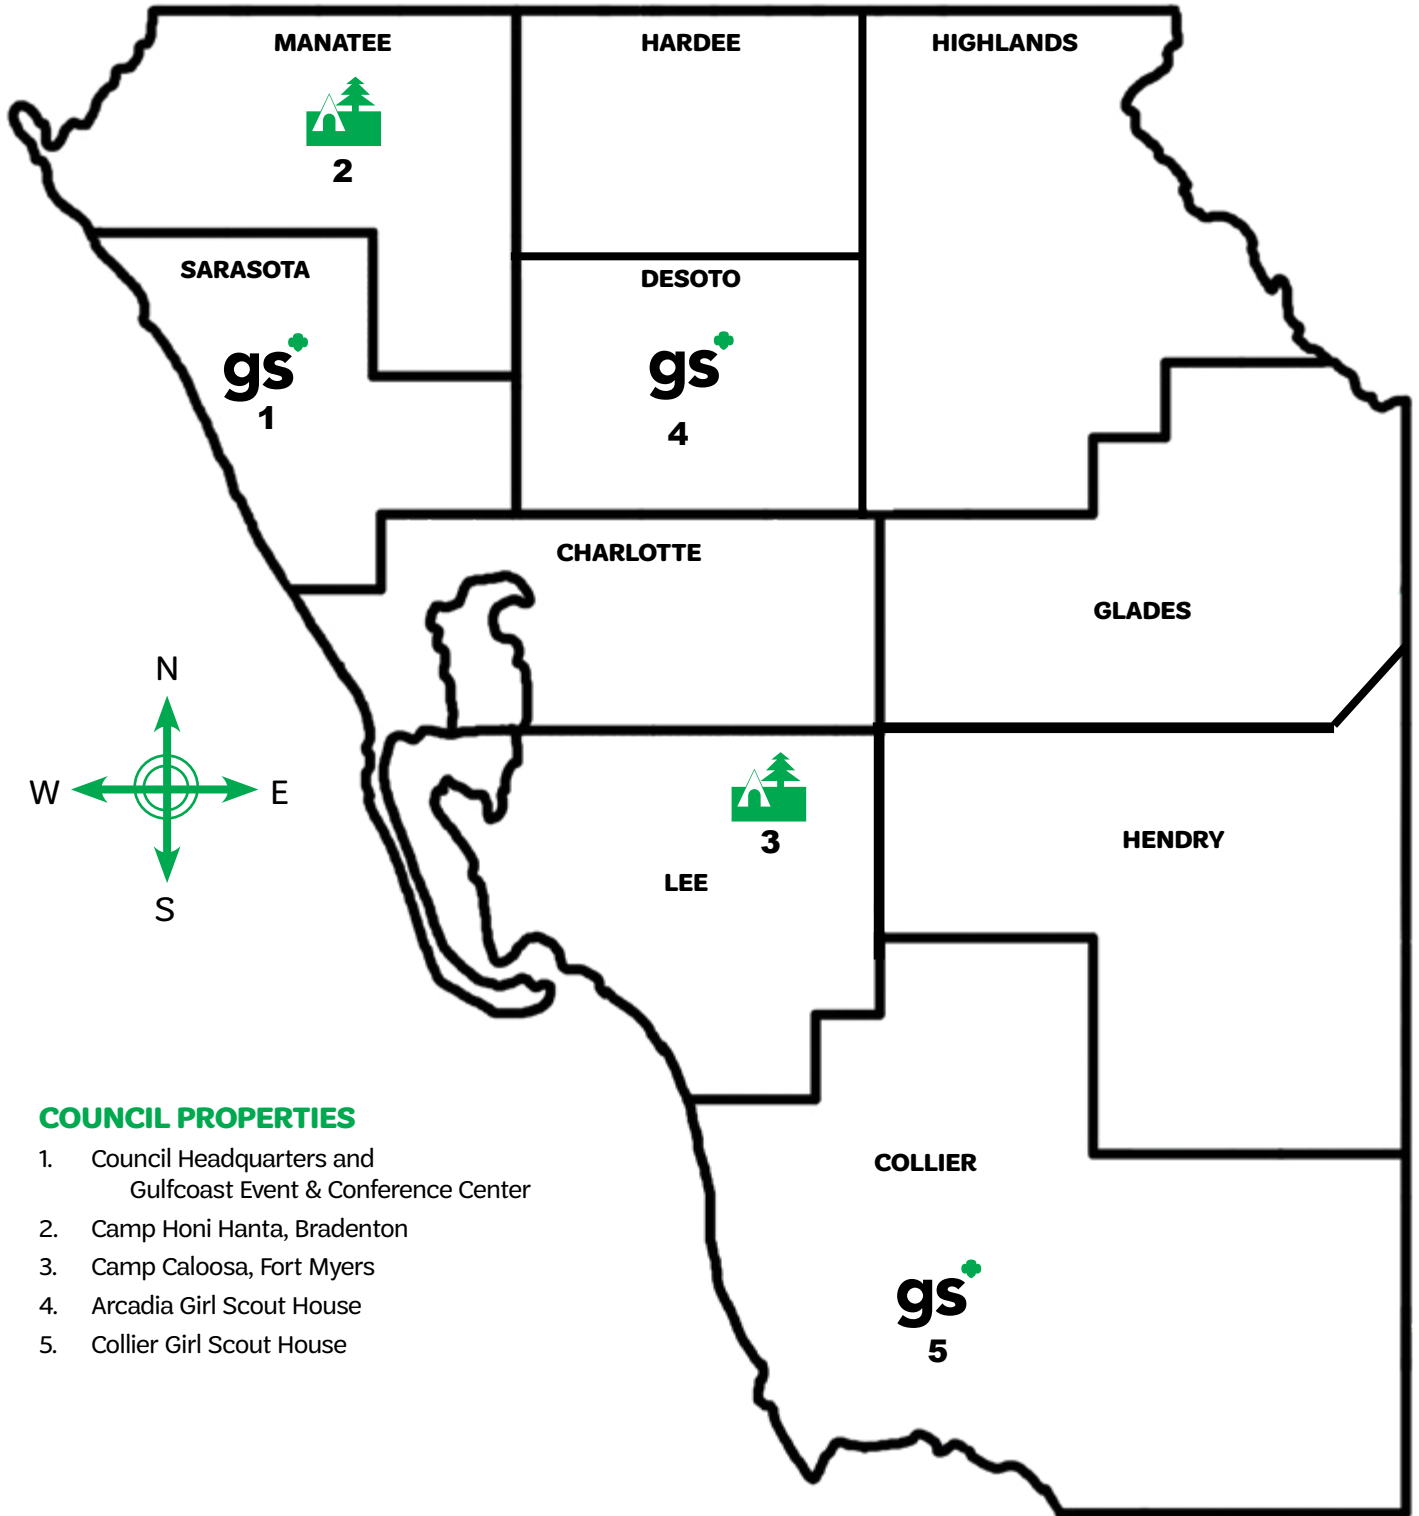 MANATEE
HARDEE
HIGHLANDS
2
SARASOTA
DESOTO
gs
1
gs
4
CHARLOTTE
GLADES
N
W
E
S
3
HENDRY
LEE
COUNCIL PROPERTIES
1. Council Headquarters and
Gulfcoast Event & Conference Center
2. Camp Honi Hanta, Bradenton
3. Camp Caloosa, Fort Myers
4. Arcadia Girl Scout House
5. Collier Girl Scout House
COLLIER
gs
5